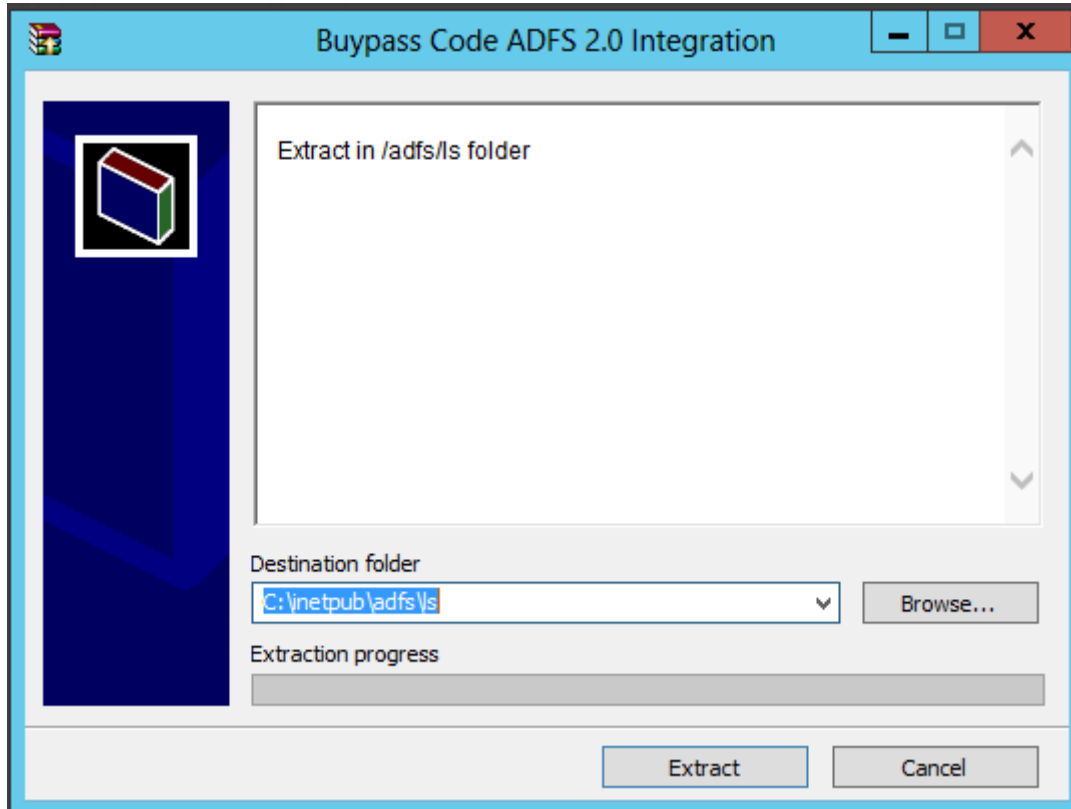 Buypass Code ADFS 2.0 Integration
Extract in /adfs/ls folder
Destination folder
C:\inetpub\adfs\ls
Browse...
Extraction progress
Extract
Cancel